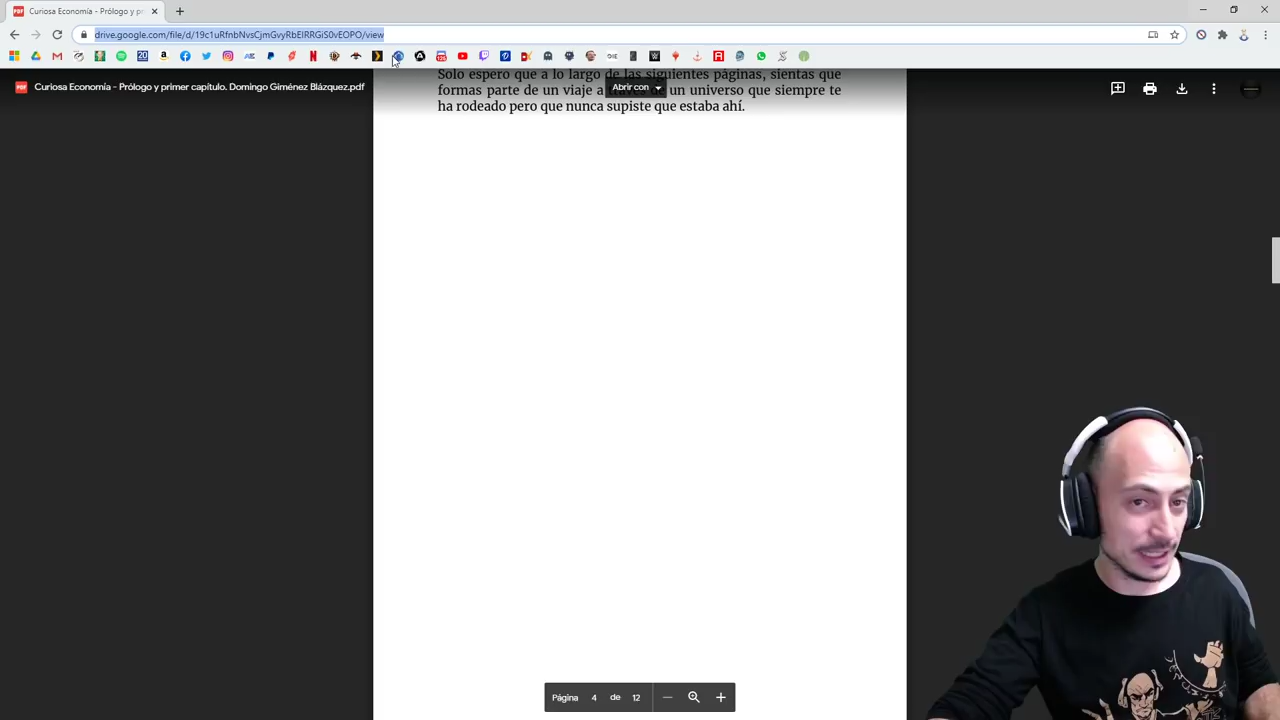 Curiosa Economía - Prólogo y pr
drive.google.com/file/d/19c1uRfnbNvsCjmGvyRbEIRRGiS0vEOPO/view
Curiosa Economía - Prólogo y primer capítulo. Domingo Giménez Blázquez.pdf
Abrir con
Solo espero que a lo largo de las siguientes páginas, sientas que
formas parte de un viaje a través de un universo que siempre te
ha rodeado pero que nunca supiste que estaba ahí.
Página 4 de 12